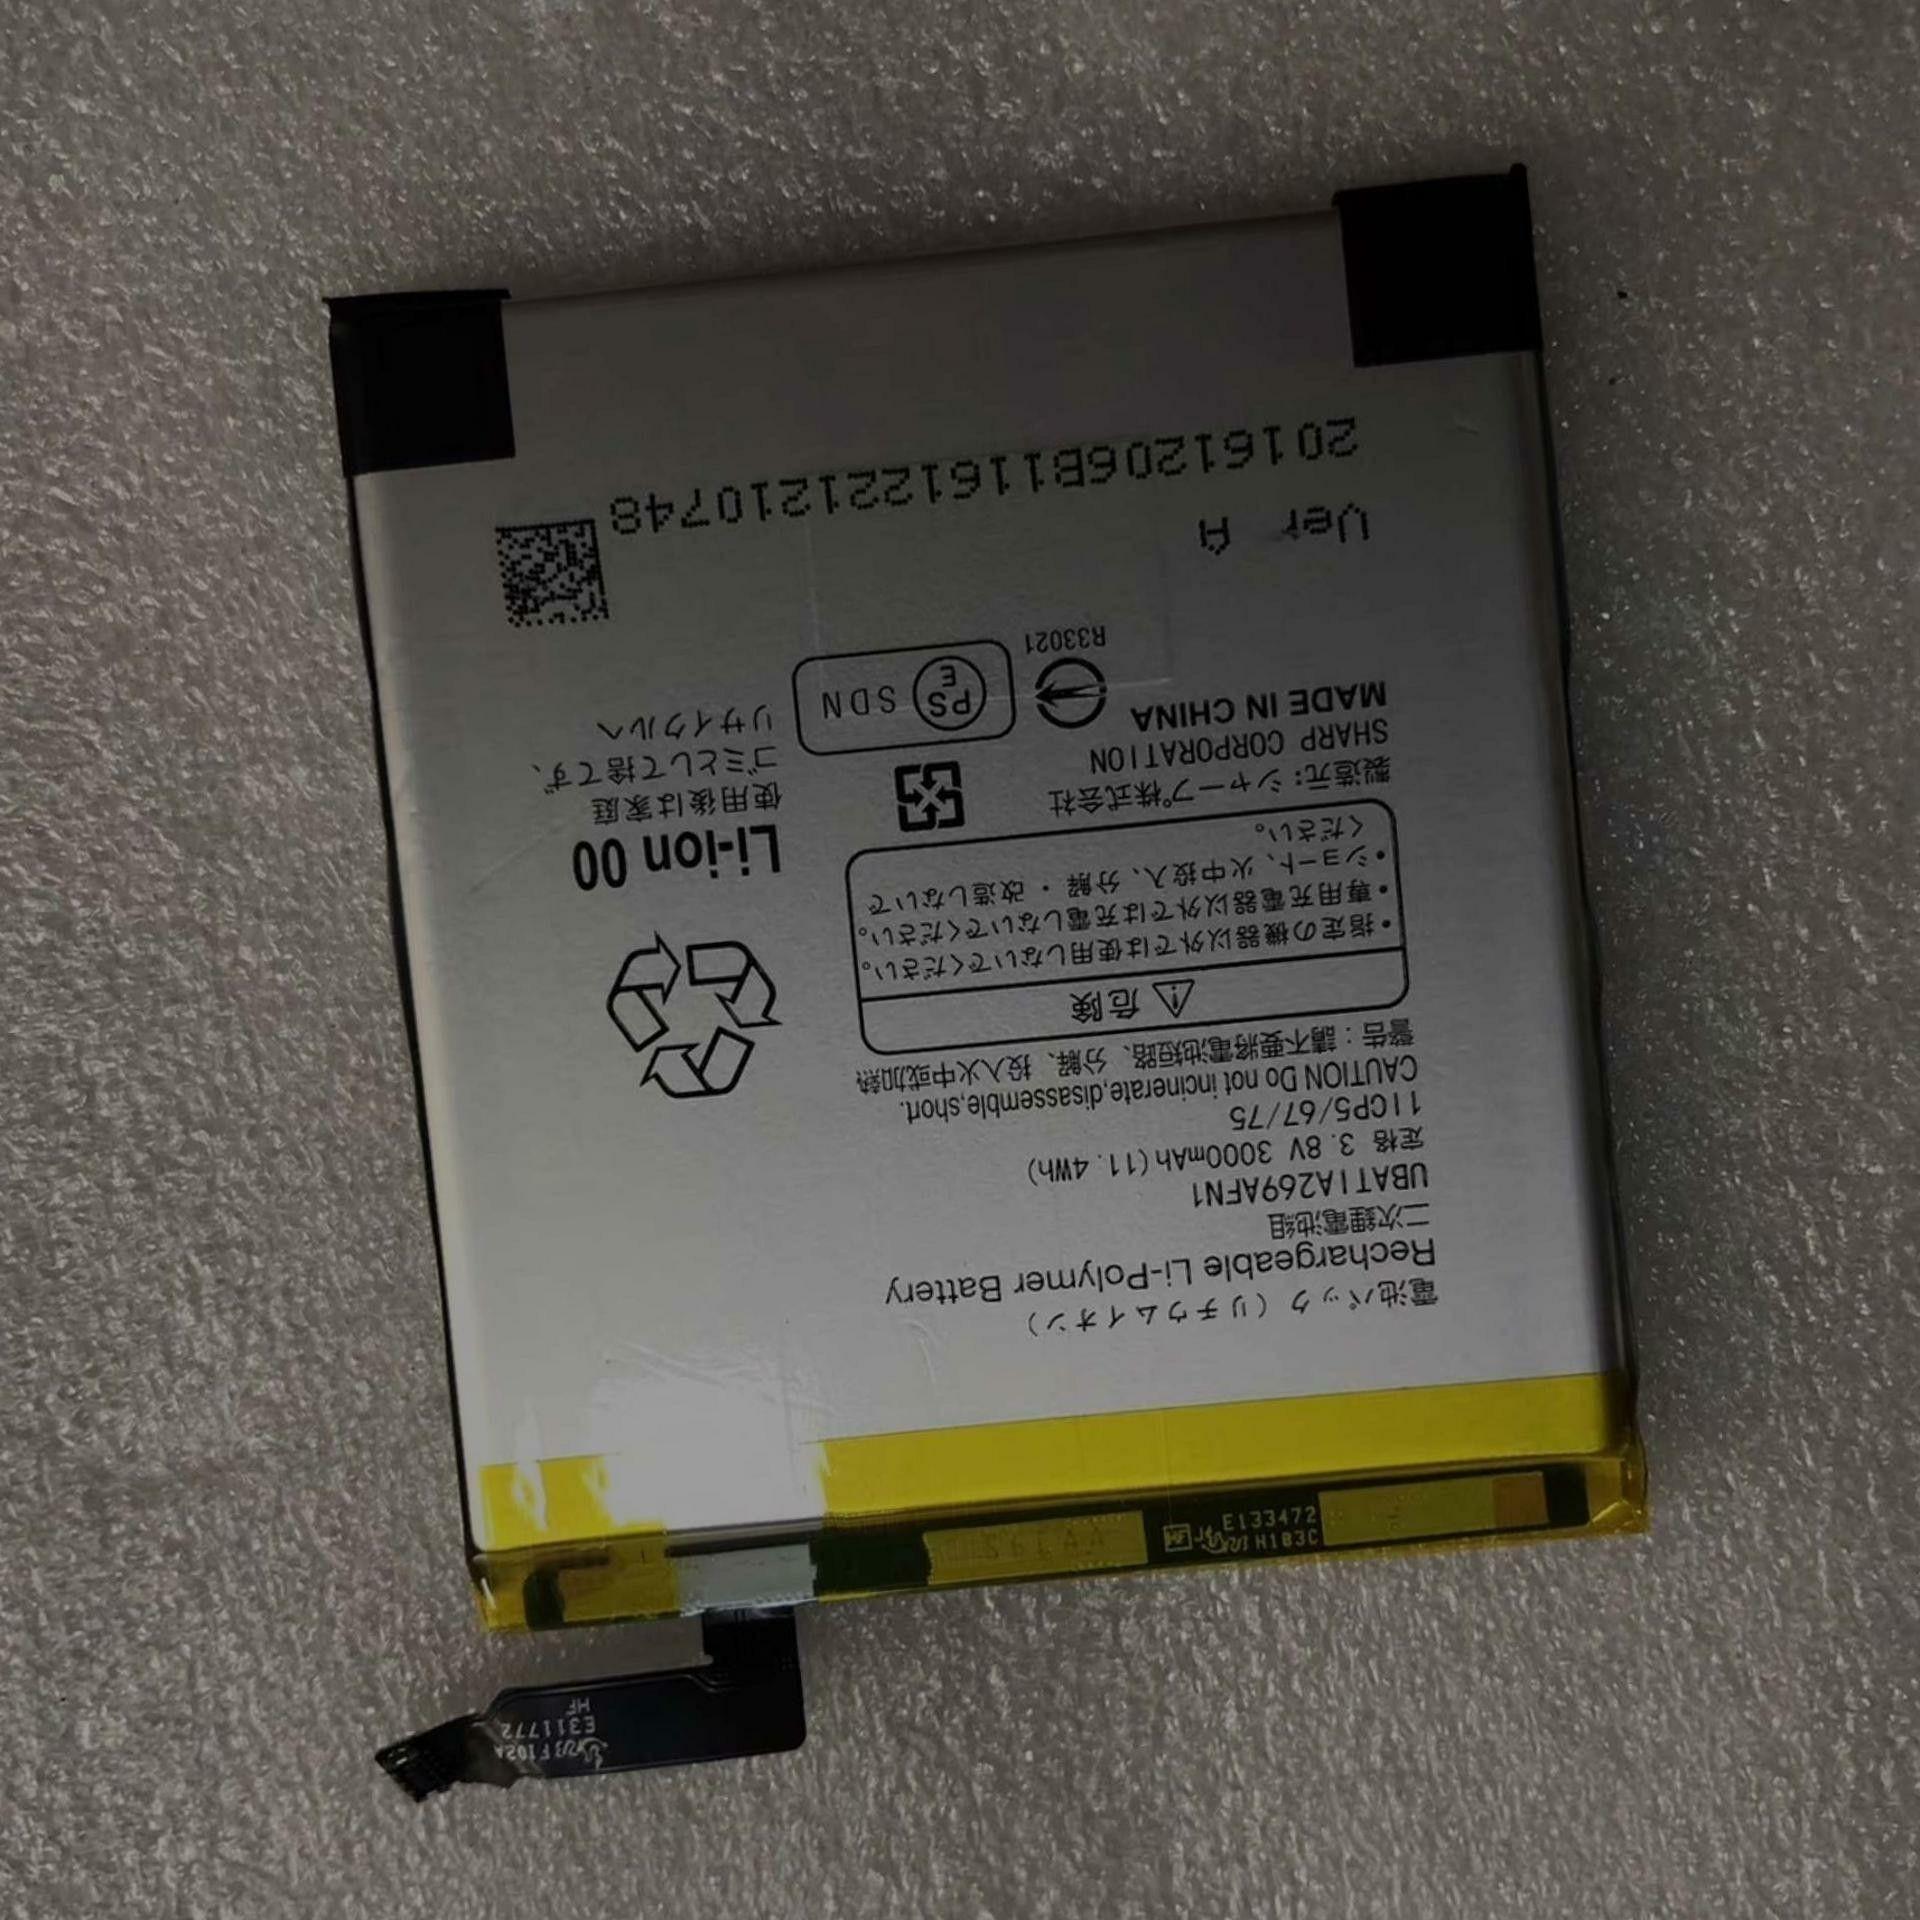 電池パック(リチウムイオン)
Rechargeable Li-Polymer Battery
二次鋰電池組
UBATIA269AFN1
定格 3.8V 3000mAh(11.4Wh)
1ICP5/67/75
CAUTION Do not incinerate,disassemble,short.
警告：請不要將電池短路、分解、投入火中或加熱
⚠ 危険
・指定の機器以外では使用しないでください。
・専用充電器以外では充電しないでください。
・ショート、火中投入、分解・改造しないで
ください。
製造元:シャープ株式会社
SHARP CORPORATION
MADE IN CHINA
R33021
PS
E
SDN
Li-ion 00
使用後は家庭
ゴミとして捨てず、
リサイクルへ
Ver A
20161206B1161221210748
E133472
H183C
F102A
E311772
HF